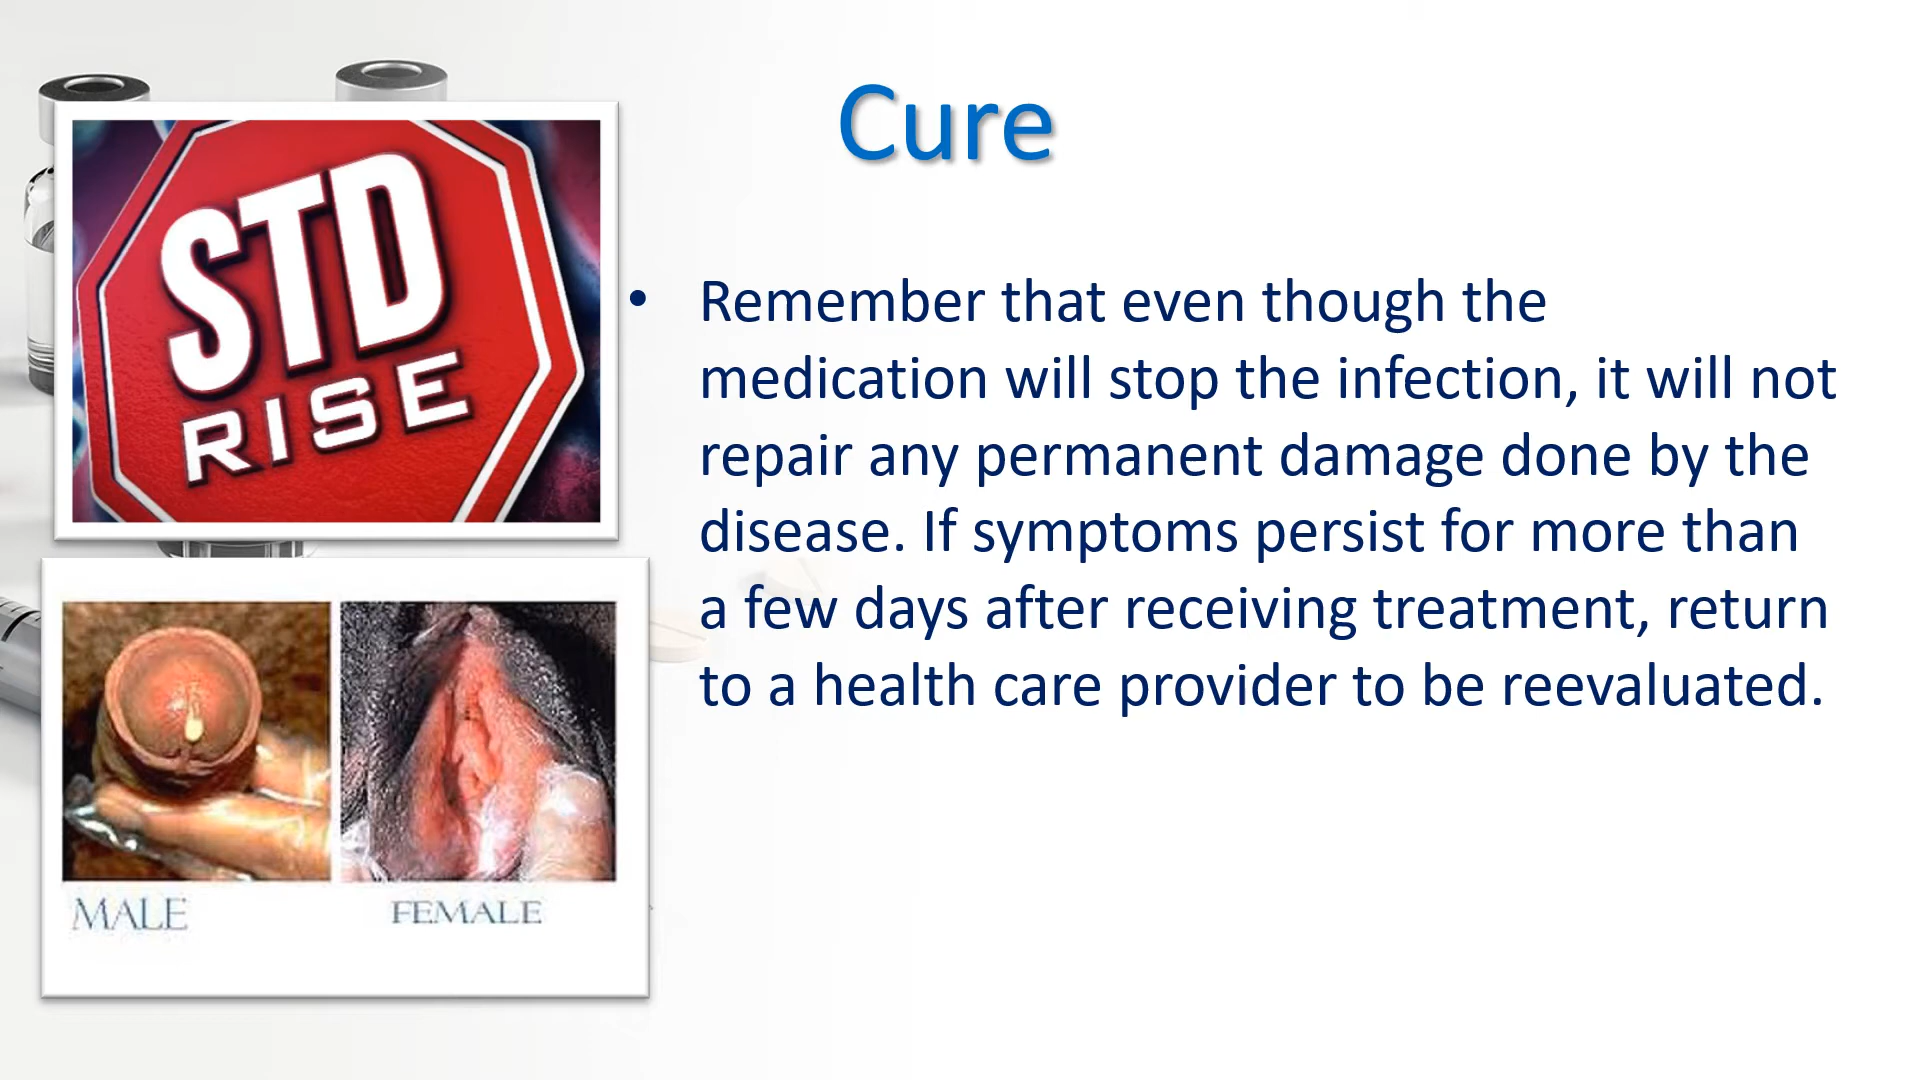 Cure
STD
RISE
• Remember that even though the
medication will stop the infection, it will not
repair any permanent damage done by the
disease. If symptoms persist for more than
a few days after receiving treatment, return
to a health care provider to be reevaluated.
MALE
FEMALE